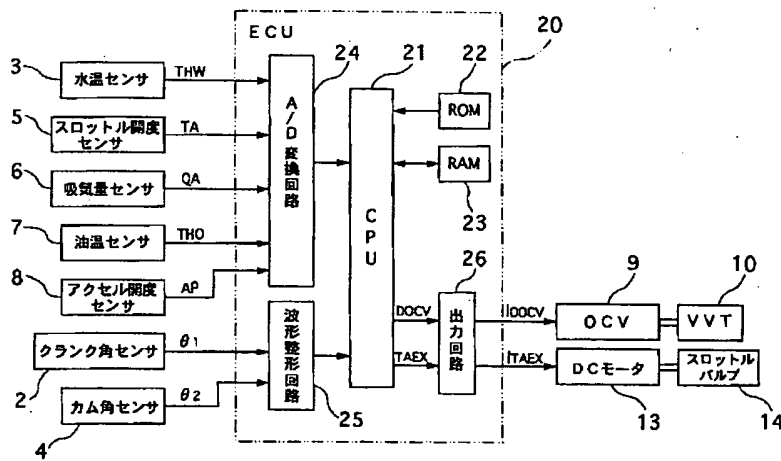 ECU
20
3
水温センサ
THW
5
スロットル開度
センサ
TA
6
吸気量センサ
QA
7
油温センサ
THO
8
アクセル開度
センサ
AP
クランク角センサ
θ1
2
カム角センサ
θ2
4
24
A/D変換回路
波形整形回路
25
21
CPU
22
ROM
RAM
23
26
DOCV
TAEX
出力回路
IDOCV
ITAEX
9
OCV
10
VVT
DCモータ
13
スロットル
バルブ
14